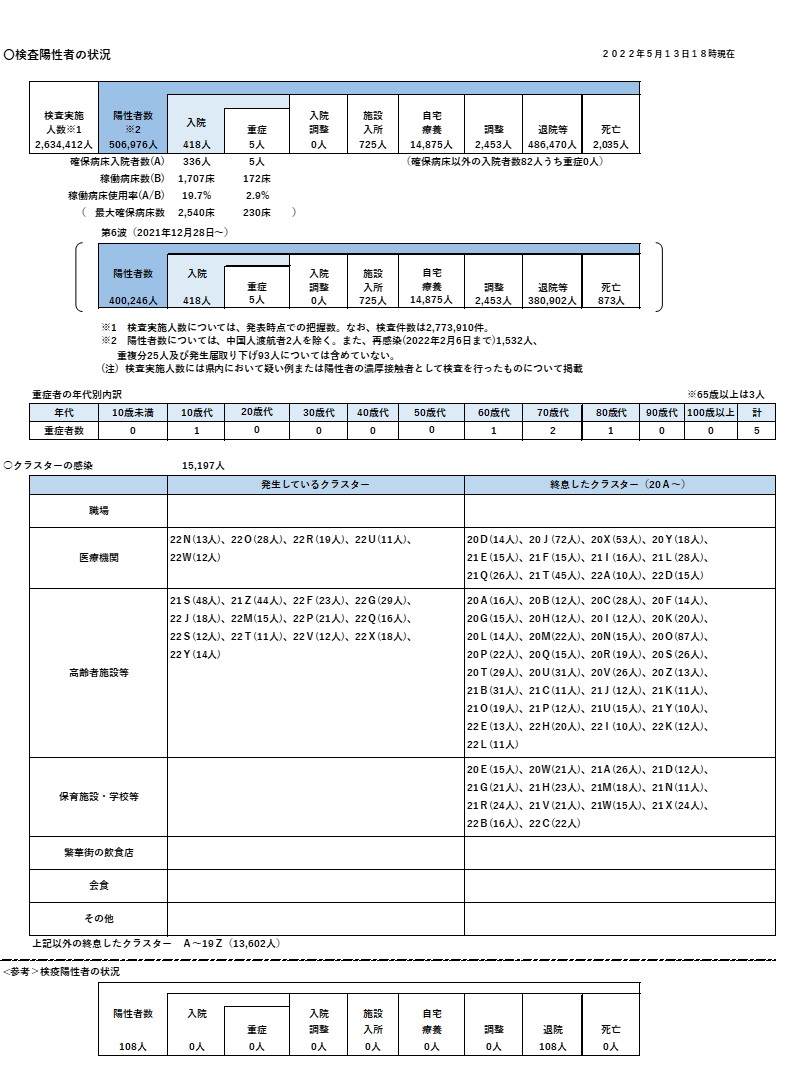 〇検査陽性者の状況
２０２２年５月１３日１８時現在
検査実施人数※1 陽性者数※2 入院 重症 入院調整 施設入所 自宅療養 調整 退院等 死亡
2,634,412人 506,976人 418人 5人 0人 725人 14,875人 2,453人 486,470人 2,035人
確保病床入院者数(A) 336人 5人 （確保病床以外の入院者数82人うち重症0人）
稼働病床数(B) 1,707床 172床
稼働病床使用率(A/B) 19.7% 2.9%
（ 最大確保病床数 2,540床 230床 ）
第6波（2021年12月28日～）
陽性者数 入院 重症 入院調整 施設入所 自宅療養 調整 退院等 死亡
400,246人 418人 5人 0人 725人 14,875人 2,453人 380,902人 873人
※1　検査実施人数については、発表時点での把握数。なお、検査件数は2,773,910件。
※2　陽性者数については、中国人渡航者2人を除く。また、再感染(2022年2月6日まで)1,532人、
重複分25人及び発生届取り下げ93人については含めていない。
(注）検査実施人数には県内において疑い例または陽性者の濃厚接触者として検査を行ったものについて掲載
重症者の年代別内訳 ※65歳以上は3人
年代 10歳未満 10歳代 20歳代 30歳代 40歳代 50歳代 60歳代 70歳代 80歳代 90歳代 100歳以上 計
重症者数 0 1 0 0 0 0 1 2 1 0 0 5
〇クラスターの感染 15,197人
発生しているクラスター 終息したクラスター（20Ａ～）
職場
医療機関
22Ｎ(13人)、22Ｏ(28人)、22Ｒ(19人)、22Ｕ(11人)、
22Ｗ(12人)
20Ｄ(14人)、20Ｊ(72人)、20Ｘ(53人)、20Ｙ(18人)、
21Ｅ(15人)、21Ｆ(15人)、21Ｉ(16人)、21Ｌ(28人)、
21Ｑ(26人)、21Ｔ(45人)、22Ａ(10人)、22Ｄ(15人)
高齢者施設等
21Ｓ(48人)、21Ｚ(44人)、22Ｆ(23人)、22Ｇ(29人)、
22Ｊ(18人)、22Ｍ(15人)、22Ｐ(21人)、22Ｑ(16人)、
22Ｓ(12人)、22Ｔ(11人)、22Ｖ(12人)、22Ｘ(18人)、
22Ｙ(14人)
20Ａ(16人)、20Ｂ(12人)、20Ｃ(28人)、20Ｆ(14人)、
20Ｇ(15人)、20Ｈ(12人)、20Ｉ(12人)、20Ｋ(20人)、
20Ｌ(14人)、20Ｍ(22人)、20Ｎ(15人)、20Ｏ(87人)、
20Ｐ(22人)、20Ｑ(15人)、20Ｒ(19人)、20Ｓ(26人)、
20Ｔ(29人)、20Ｕ(31人)、20Ｖ(26人)、20Ｚ(13人)、
21Ｂ(31人)、21Ｃ(11人)、21Ｊ(12人)、21Ｋ(11人)、
21Ｏ(19人)、21Ｐ(12人)、21Ｕ(15人)、21Ｙ(10人)、
22Ｅ(13人)、22Ｈ(20人)、22Ｉ(10人)、22Ｋ(12人)、
22Ｌ(11人)
保育施設・学校等
20Ｅ(15人)、20Ｗ(21人)、21Ａ(26人)、21Ｄ(12人)、
21Ｇ(21人)、21Ｈ(23人)、21Ｍ(18人)、21Ｎ(11人)、
21Ｒ(24人)、21Ｖ(21人)、21Ｗ(15人)、21Ｘ(24人)、
22Ｂ(16人)、22Ｃ(22人)
繁華街の飲食店
会食
その他
上記以外の終息したクラスター　Ａ～19Ｚ（13,602人）
<参考＞検疫陽性者の状況
陽性者数 入院 重症 入院調整 施設入所 自宅療養 調整 退院 死亡
108人 0人 0人 0人 0人 0人 0人 108人 0人